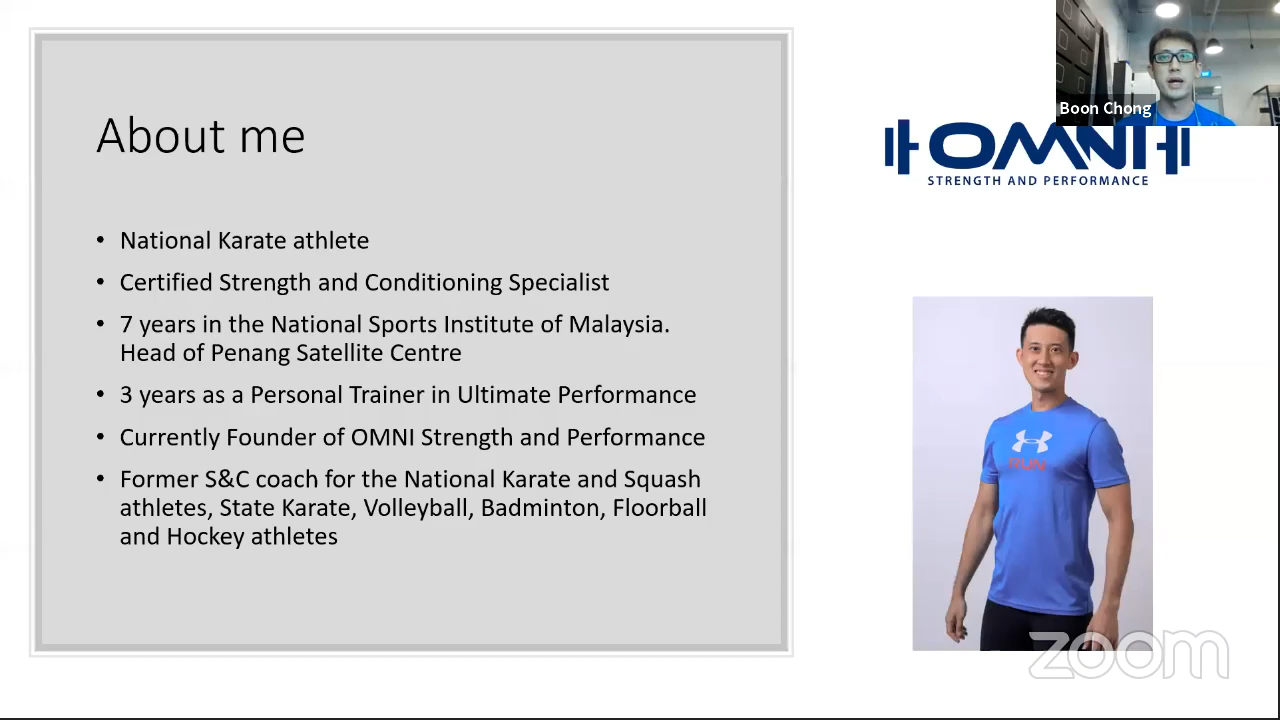 Boon Chong
OMNI
STRENGTH AND PERFORMANCE
About me
• National Karate athlete
• Certified Strength and Conditioning Specialist
• 7 years in the National Sports Institute of Malaysia.
Head of Penang Satellite Centre
• 3 years as a Personal Trainer in Ultimate Performance
• Currently Founder of OMNI Strength and Performance
• Former S&C coach for the National Karate and Squash
athletes, State Karate, Volleyball, Badminton, Floorball
and Hockey athletes
RUN
zoom